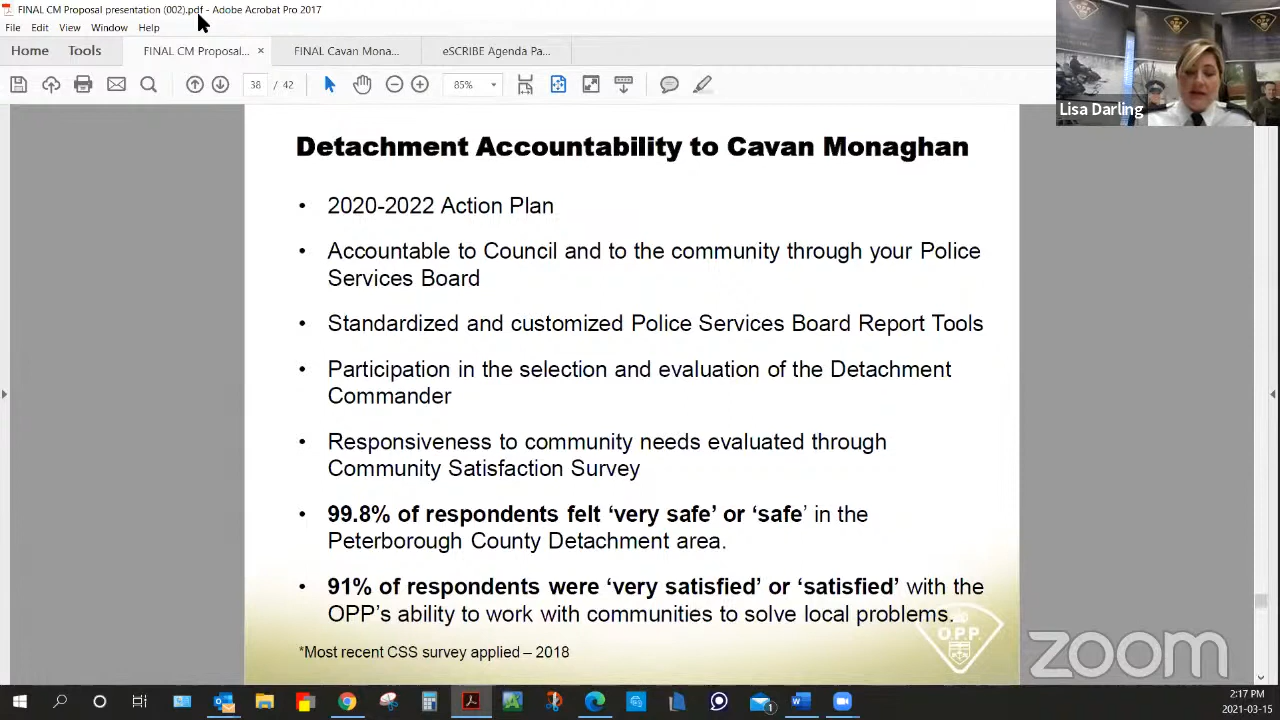 FINAL CM Proposal presentation (002).pdf - Adobe Acrobat Pro 2017
File Edit View Window Help
Home Tools FINAL CM Proposal... × FINAL Cavan Mona... eSCRIBE Agenda Pa...
38 / 42 85%
Lisa Darling
Detachment Accountability to Cavan Monaghan
• 2020-2022 Action Plan
• Accountable to Council and to the community through your Police
Services Board
• Standardized and customized Police Services Board Report Tools
• Participation in the selection and evaluation of the Detachment
Commander
• Responsiveness to community needs evaluated through
Community Satisfaction Survey
• 99.8% of respondents felt ‘very safe’ or ‘safe’ in the
Peterborough County Detachment area.
• 91% of respondents were ‘very satisfied’ or ‘satisfied’ with the
OPP’s ability to work with communities to solve local problems.
*Most recent CSS survey applied – 2018
O.P.P.
zoom
2:17 PM
2021-03-15